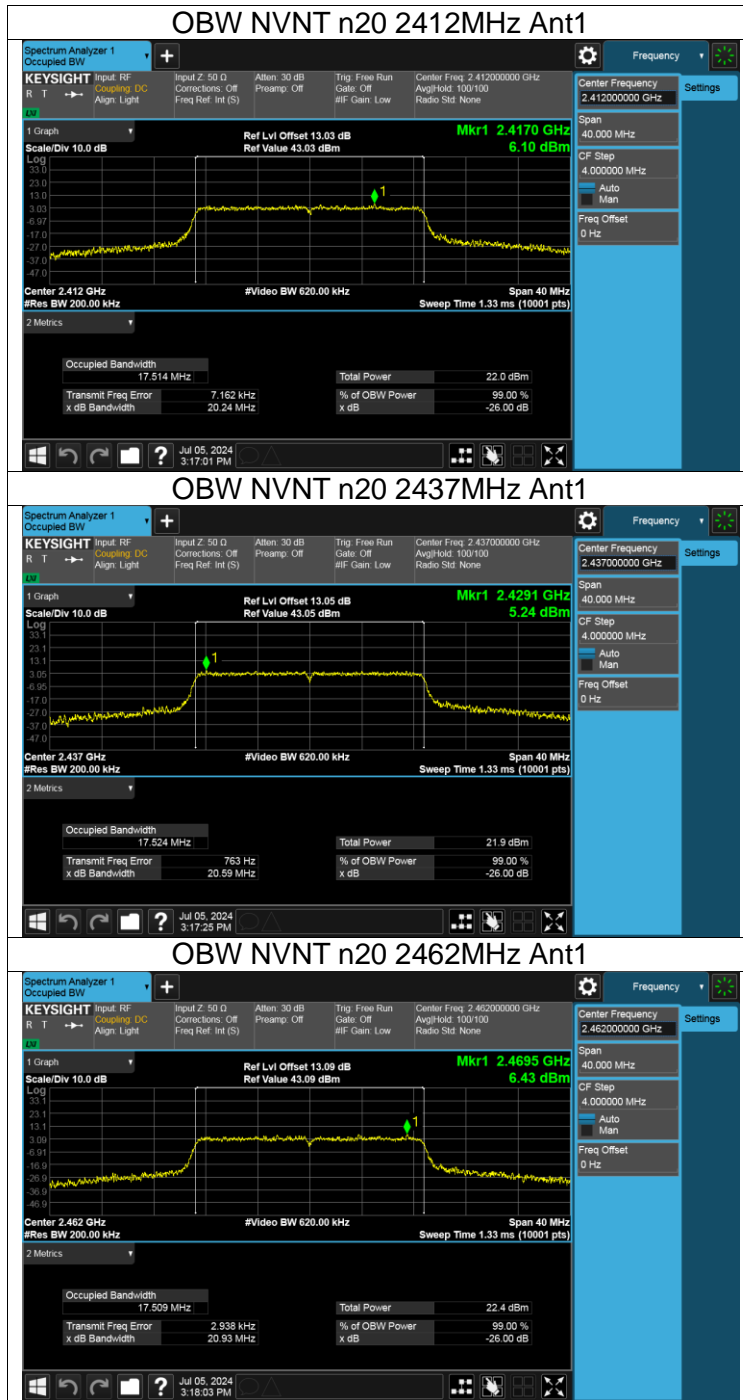 OBW NVNT n20 2412MHz Ant1
Spectrum Analyzer 1
Occupied BW
+
Frequency
KEYSIGHT Input: RF Input Z: 50 Ω Atten: 30 dB Trig: Free Run Center Freq: 2.412000000 GHz
R T Coupling: DC Corrections: Off Preamp: Off Gate: Off Avg|Hold: 100/100
Align: Light Freq Ref: Int (S) #IF Gain: Low Radio Std: None
LXI
Center Frequency
2.412000000 GHz
Settings
Span
40.000 MHz
CF Step
4.000000 MHz
Auto
Man
Freq Offset
0 Hz
1 Graph
Ref Lvl Offset 13.03 dB
Mkr1 2.4170 GHz
Scale/Div 10.0 dB
Ref Value 43.03 dBm
6.10 dBm
Log
33.0
23.0
13.0
1
3.03
-6.97
-17.0
-27.0
-37.0
-47.0
Center 2.412 GHz #Video BW 620.00 kHz Span 40 MHz
#Res BW 200.00 kHz Sweep Time 1.33 ms (10001 pts)
2 Metrics
Occupied Bandwidth
17.514 MHz Total Power 22.0 dBm
Transmit Freq Error 7.162 kHz % of OBW Power 99.00 %
x dB Bandwidth 20.24 MHz x dB -26.00 dB
?
Jul 05, 2024
3:17:01 PM
OBW NVNT n20 2437MHz Ant1
Spectrum Analyzer 1
Occupied BW
+
Frequency
KEYSIGHT Input: RF Input Z: 50 Ω Atten: 30 dB Trig: Free Run Center Freq: 2.437000000 GHz
R T Coupling: DC Corrections: Off Preamp: Off Gate: Off Avg|Hold: 100/100
Align: Light Freq Ref: Int (S) #IF Gain: Low Radio Std: None
LXI
Center Frequency
2.437000000 GHz
Settings
Span
40.000 MHz
CF Step
4.000000 MHz
Auto
Man
Freq Offset
0 Hz
1 Graph
Ref Lvl Offset 13.05 dB
Mkr1 2.4291 GHz
Scale/Div 10.0 dB
Ref Value 43.05 dBm
5.24 dBm
Log
33.1
23.1
13.1
1
3.05
-6.95
-17.0
-27.0
-37.0
-47.0
Center 2.437 GHz #Video BW 620.00 kHz Span 40 MHz
#Res BW 200.00 kHz Sweep Time 1.33 ms (10001 pts)
2 Metrics
Occupied Bandwidth
17.524 MHz Total Power 21.9 dBm
Transmit Freq Error 763 Hz % of OBW Power 99.00 %
x dB Bandwidth 20.59 MHz x dB -26.00 dB
?
Jul 05, 2024
3:17:25 PM
OBW NVNT n20 2462MHz Ant1
Spectrum Analyzer 1
Occupied BW
+
Frequency
KEYSIGHT Input: RF Input Z: 50 Ω Atten: 30 dB Trig: Free Run Center Freq: 2.462000000 GHz
R T Coupling: DC Corrections: Off Preamp: Off Gate: Off Avg|Hold: 100/100
Align: Light Freq Ref: Int (S) #IF Gain: Low Radio Std: None
LXI
Center Frequency
2.462000000 GHz
Settings
Span
40.000 MHz
CF Step
4.000000 MHz
Auto
Man
Freq Offset
0 Hz
1 Graph
Ref Lvl Offset 13.09 dB
Mkr1 2.4695 GHz
Scale/Div 10.0 dB
Ref Value 43.09 dBm
6.43 dBm
Log
33.1
23.1
13.1
1
3.09
-6.91
-16.9
-26.9
-36.9
-46.9
Center 2.462 GHz #Video BW 620.00 kHz Span 40 MHz
#Res BW 200.00 kHz Sweep Time 1.33 ms (10001 pts)
2 Metrics
Occupied Bandwidth
17.509 MHz Total Power 22.4 dBm
Transmit Freq Error 2.938 kHz % of OBW Power 99.00 %
x dB Bandwidth 20.93 MHz x dB -26.00 dB
?
Jul 05, 2024
3:18:03 PM